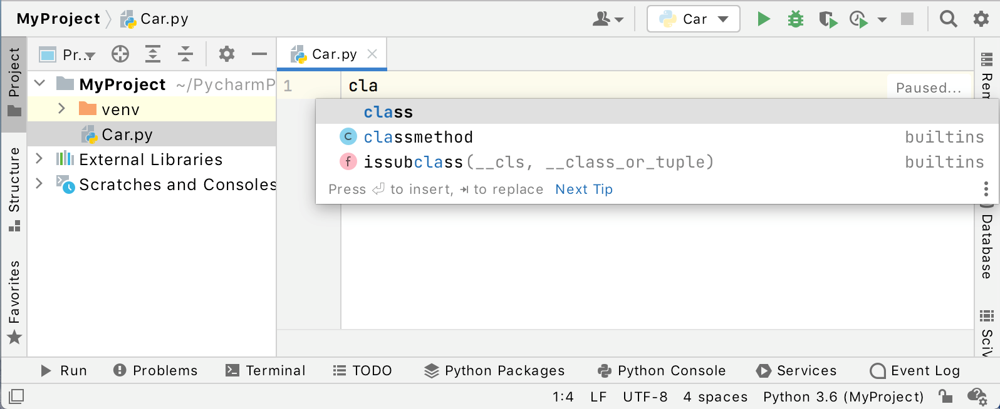 MyProject Car.py Car
Project
Structure
Favorites
Pr...
MyProject ~/PycharmP
venv
Car.py
External Libraries
Scratches and Consoles
Car.py
1 cla
Paused...
class
c classmethod builtins
f issubclass(__cls, __class_or_tuple) builtins
Press ⏎ to insert, ⇥ to replace Next Tip
Rem
Database
SciV
Run Problems Terminal TODO Python Packages Python Console Services Event Log
1:4 LF UTF-8 4 spaces Python 3.6 (MyProject)